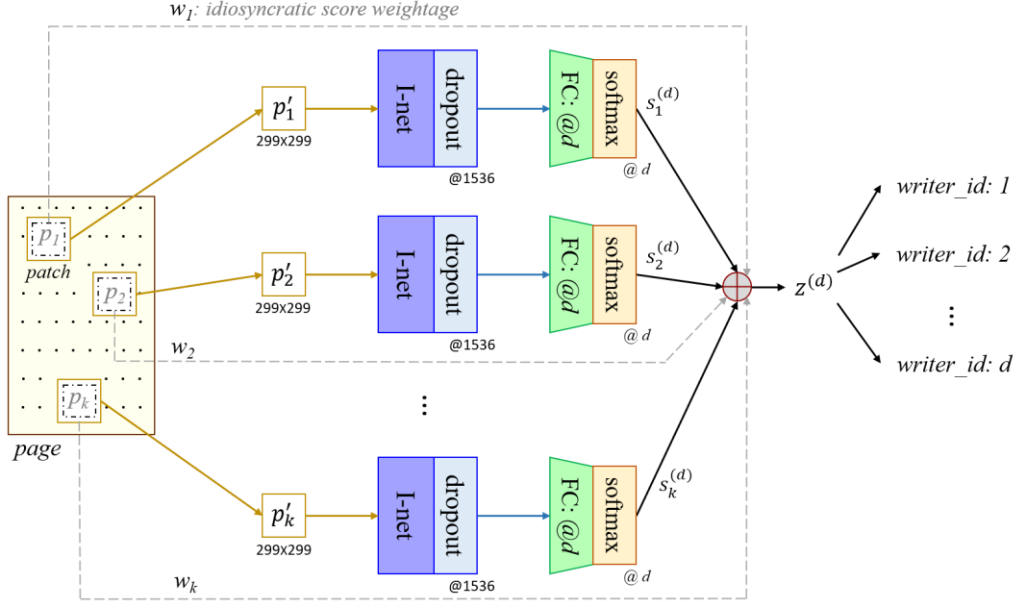 w₁: idiosyncratic score weightage
p₁
patch
p₂
pₖ
page
p′₁
299x299
I-net
dropout
@1536
FC: @d
softmax
@ d
s₁⁽ᵈ⁾
w₂
p′₂
299x299
I-net
dropout
@1536
FC: @d
softmax
@ d
s₂⁽ᵈ⁾
...
wₖ
p′ₖ
299x299
I-net
dropout
@1536
FC: @d
softmax
@ d
sₖ⁽ᵈ⁾
z⁽ᵈ⁾
writer_id: 1
writer_id: 2
...
writer_id: d